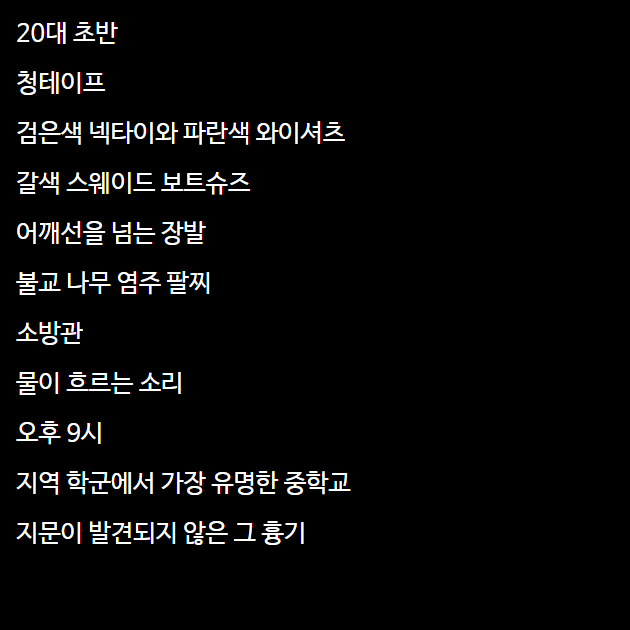 20대 초반
청테이프
검은색 넥타이와 파란색 와이셔츠
갈색 스웨이드 보트슈즈
어깨선을 넘는 장발
불교 나무 염주 팔찌
소방관
물이 흐르는 소리
오후 9시
지역 학군에서 가장 유명한 중학교
지문이 발견되지 않은 그 흉기